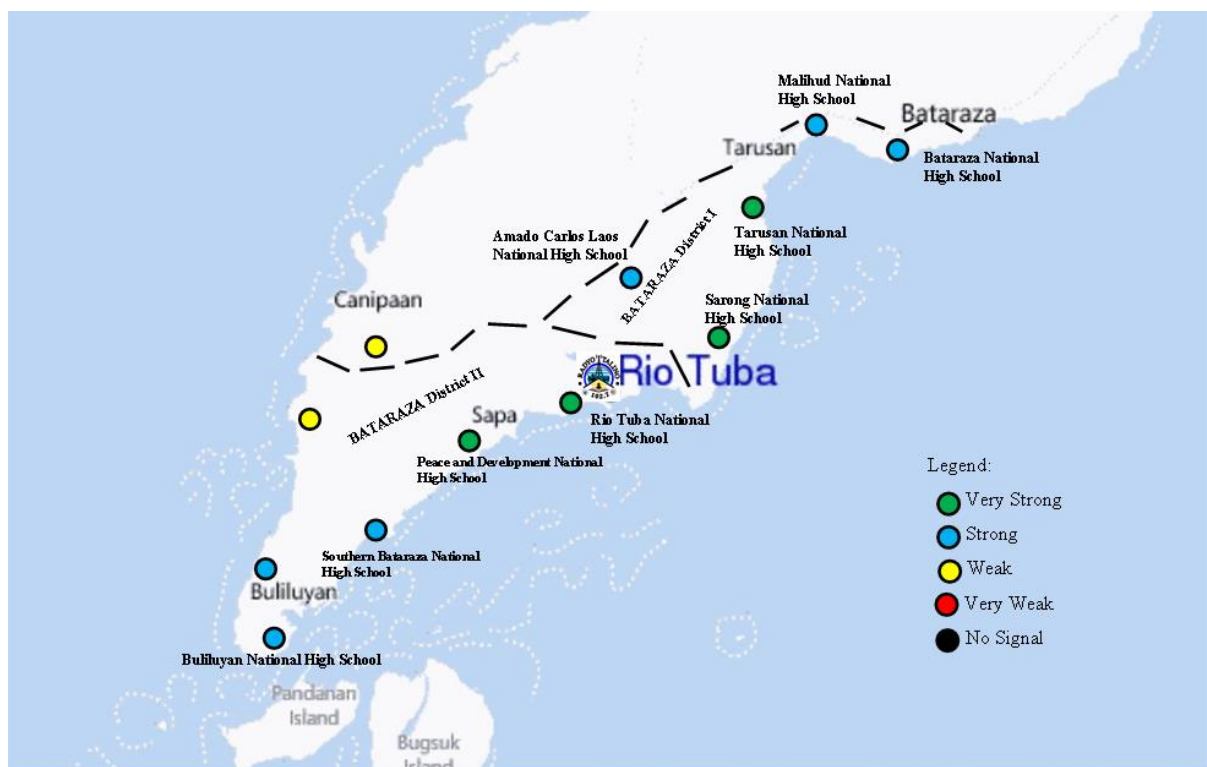 Malihud National
High School
Bataraza
Tarusan
Bataraza National
High School
Amado Carlos Laos
National High School
BATARAZA District I
Tarusan National
High School
Canipaan
Sarong National
High School
BATARAZA District II
Rio Tuba
Sapa
Rio Tuba National
High School
Peace and Development National
High School
Legend:
Very Strong
Strong
Weak
Very Weak
No Signal
Southern Bataraza National
High School
Buliluyan
Buliluyan National High School
Pandanan
Island
Bugsuk
Island